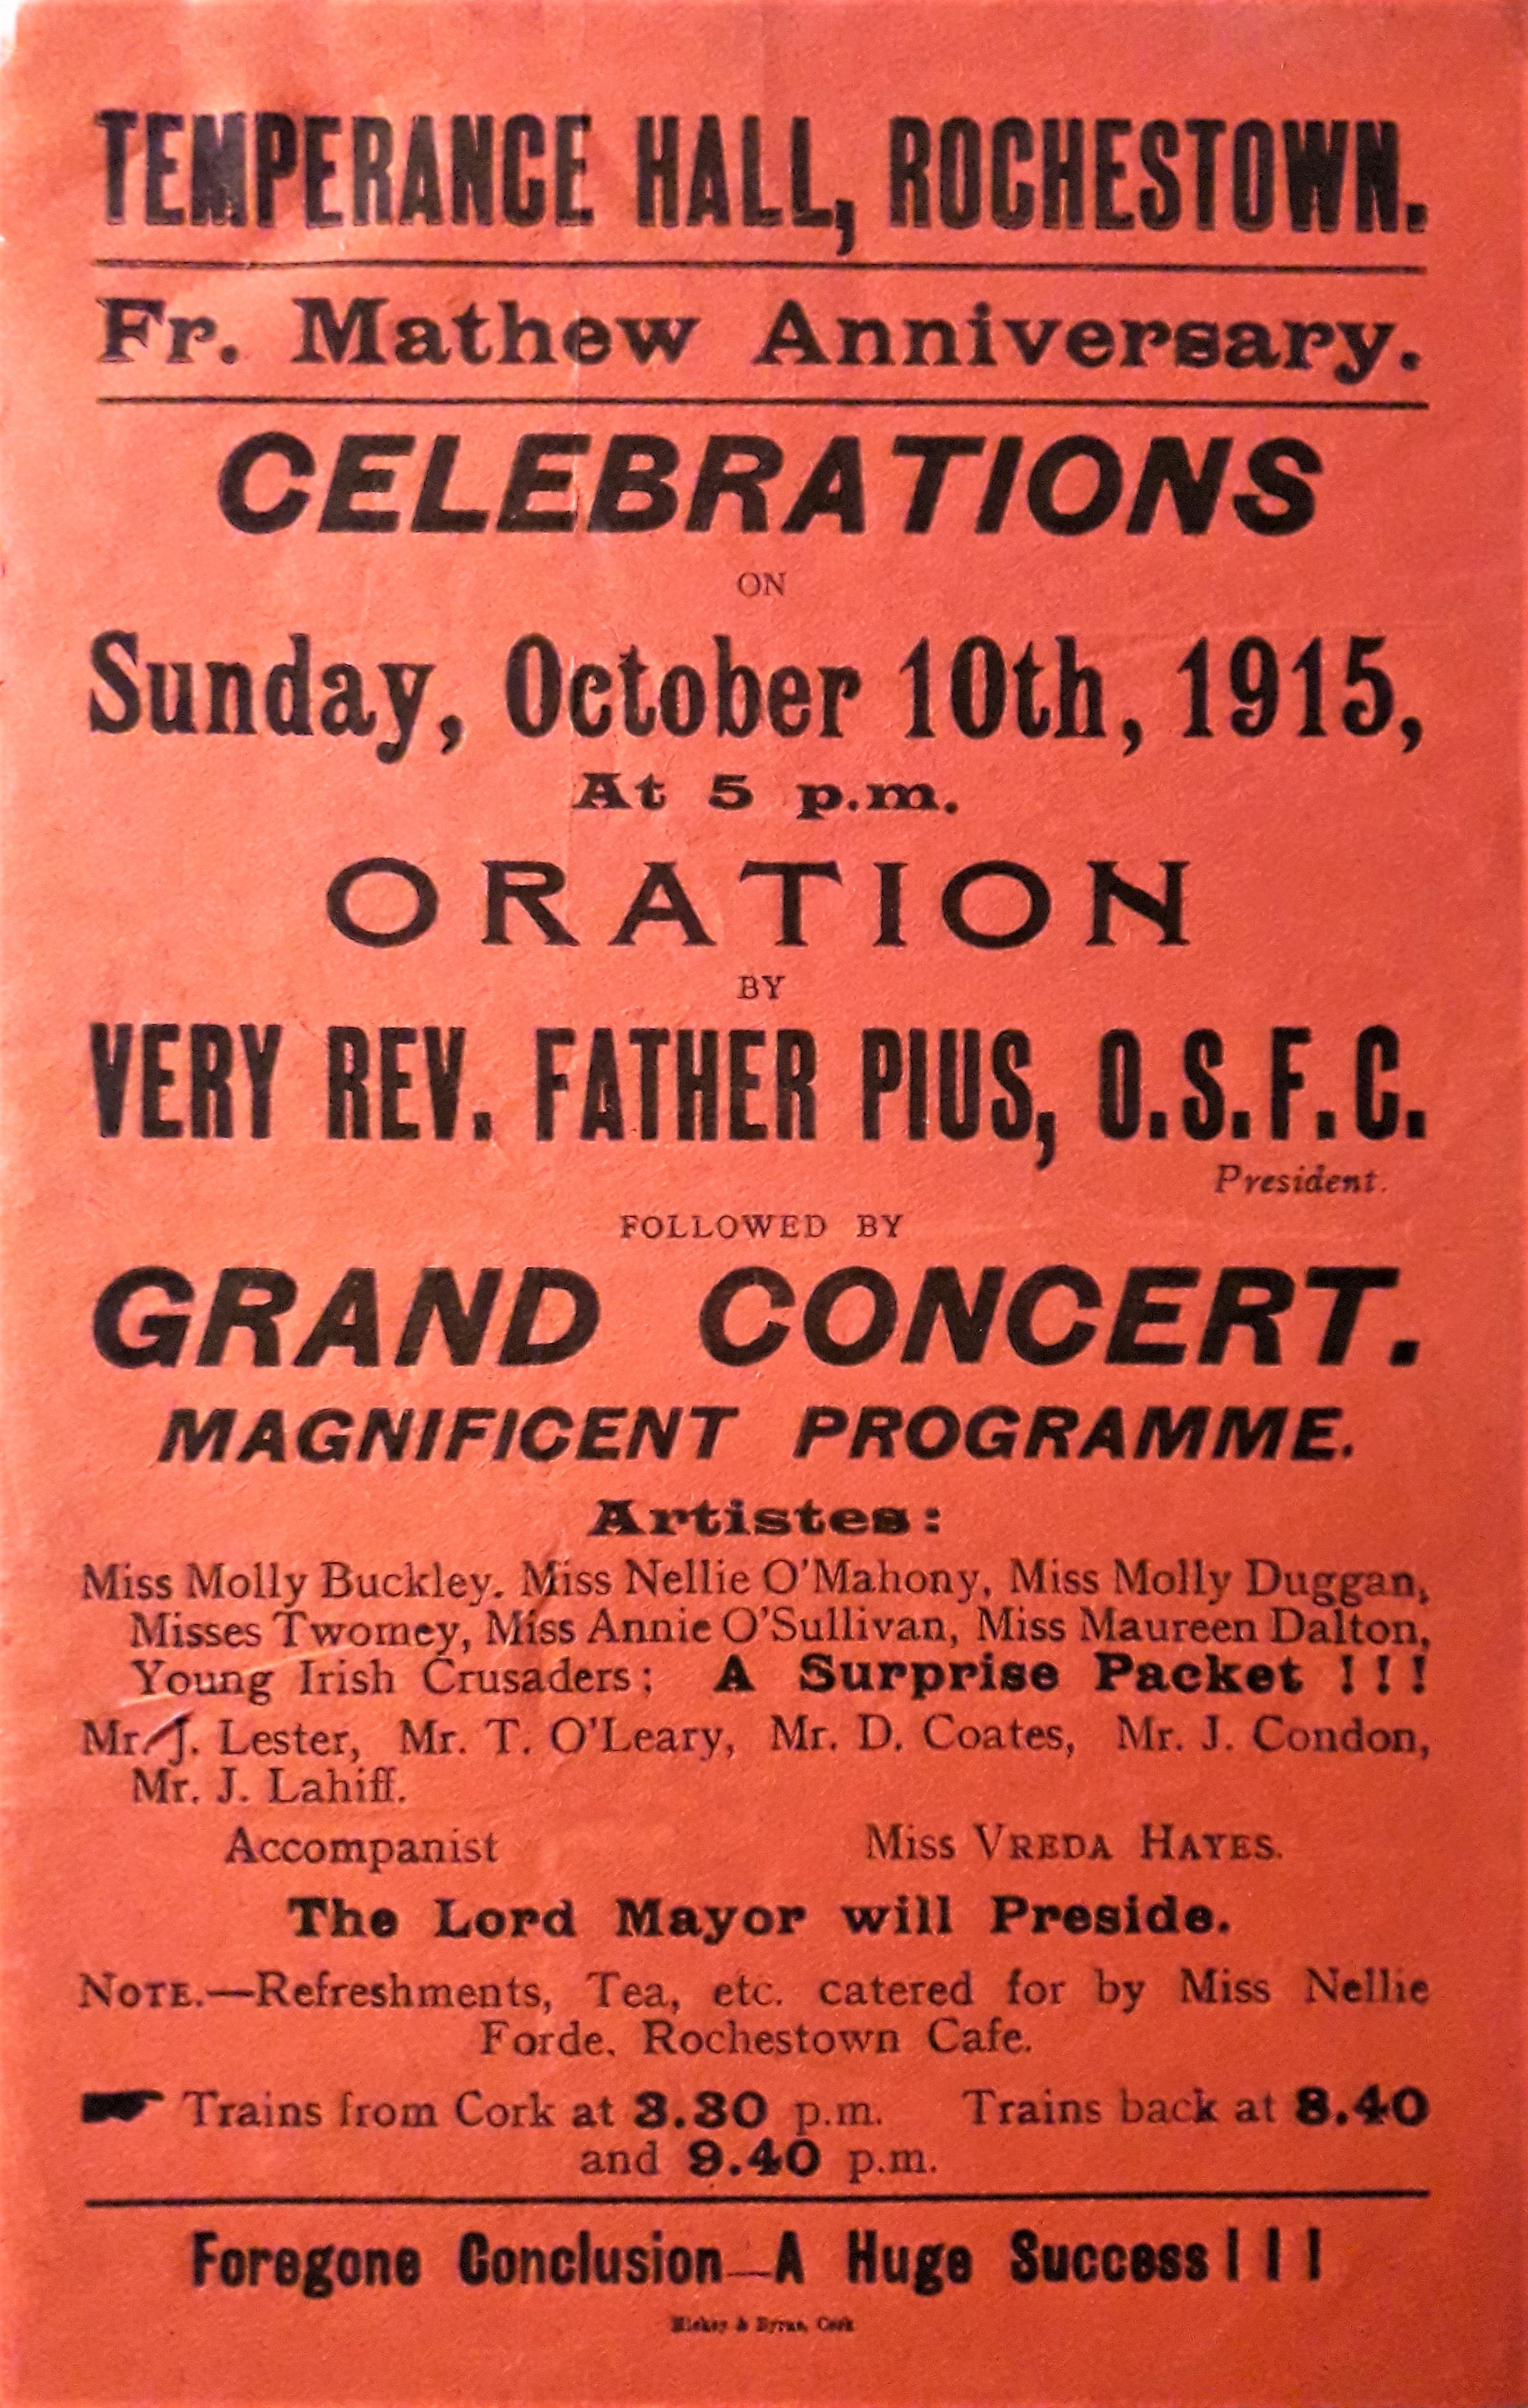 TEMPERANCE HALL, ROCHESTOWN.
Fr. Mathew Anniversary.
CELEBRATIONS
ON
Sunday, October 10th, 1915,
At 5 p.m.
ORATION
BY
VERY REV. FATHER PIUS, O.S.F.C.
President.
FOLLOWED BY
GRAND CONCERT.
MAGNIFICENT PROGRAMME.
Artistes:
Miss Molly Buckley. Miss Nellie O'Mahony, Miss Molly Duggan,
Misses Twomey, Miss Annie O'Sullivan, Miss Maureen Dalton,
Young Irish Crusaders; A Surprise Packet !!!
Mr. J. Lester, Mr. T. O'Leary, Mr. D. Coates, Mr. J. Condon,
Mr. J. Lahiff.
Accompanist Miss VREDA HAYES.
The Lord Mayor will Preside.
NOTE.—Refreshments, Tea, etc. catered for by Miss Nellie
Forde, Rochestown Cafe.
Trains from Cork at 3.30 p.m. Trains back at 8.40
and 9.40 p.m.
Foregone Conclusion—A Huge Success!!!
Hickey & Byrne, Cork